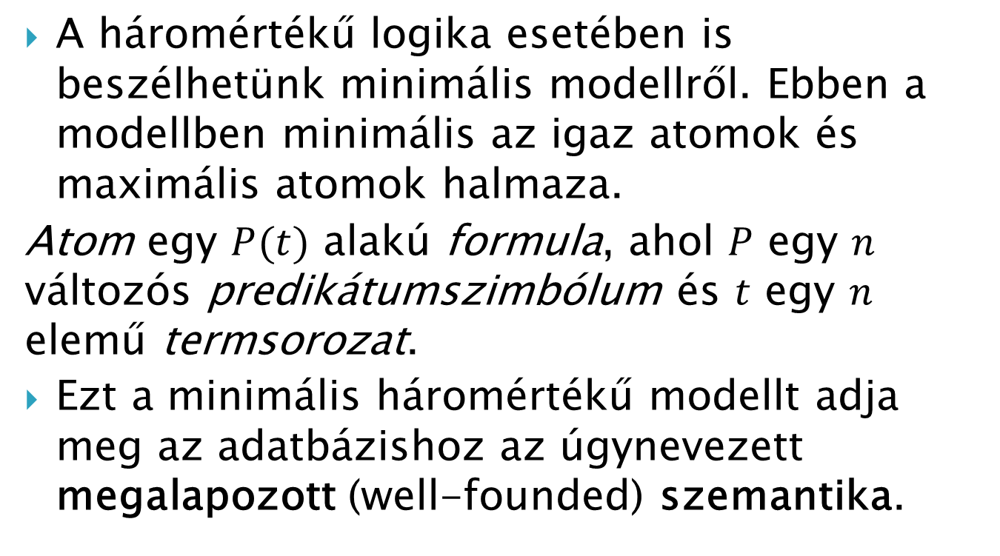 A háromértékű logika esetében is
beszélhetünk minimális modellről. Ebben a
modellben minimális az igaz atomok és
maximális atomok halmaza.
Atom egy P(t) alakú formula, ahol P egy n
változós predikátumszimbólum és t egy n
elemű termsorozat.
Ezt a minimális háromértékű modellt adja
meg az adatbázishoz az úgynevezett
megalapozott (well-founded) szemantika.